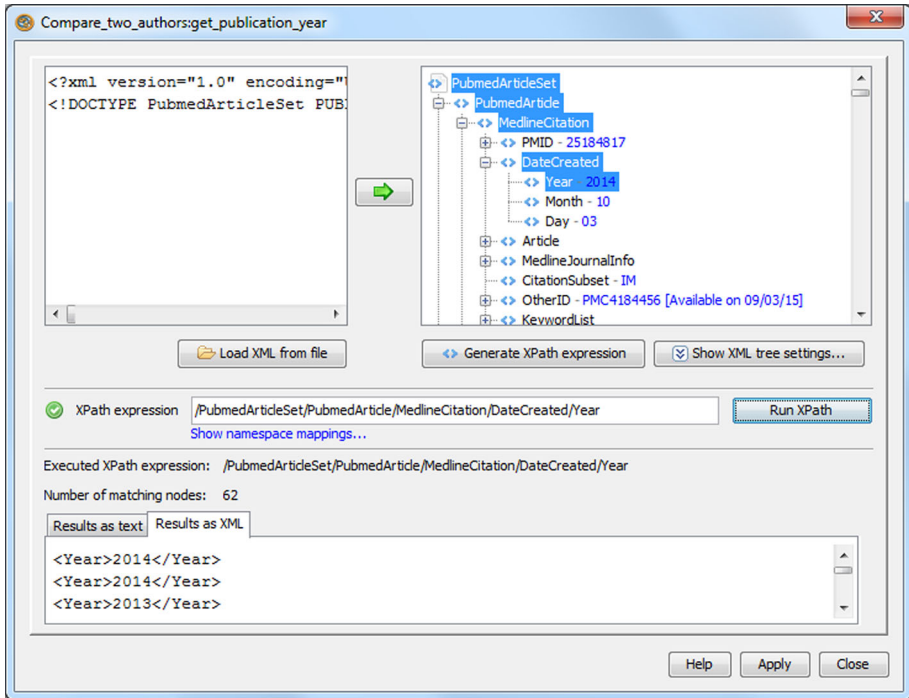 Compare_two_authors:get_publication_year
<?xml version="1.0" encoding="
<!DOCTYPE PubmedArticleSet PUB
PubmedArticleSet
PubmedArticle
MedlineCitation
PMID - 25184817
DateCreated
Year - 2014
Month - 10
Day - 03
Article
MedlineJournalInfo
CitationSubset - IM
OtherID - PMC4184456 [Available on 09/03/15]
KeywordList
Load XML from file
Generate XPath expression
Show XML tree settings...
XPath expression
/PubmedArticleSet/PubmedArticle/MedlineCitation/DateCreated/Year
Run XPath
Show namespace mappings...
Executed XPath expression: /PubmedArticleSet/PubmedArticle/MedlineCitation/DateCreated/Year
Number of matching nodes: 62
Results as text
Results as XML
<Year>2014</Year>
<Year>2014</Year>
<Year>2013</Year>
Help
Apply
Close